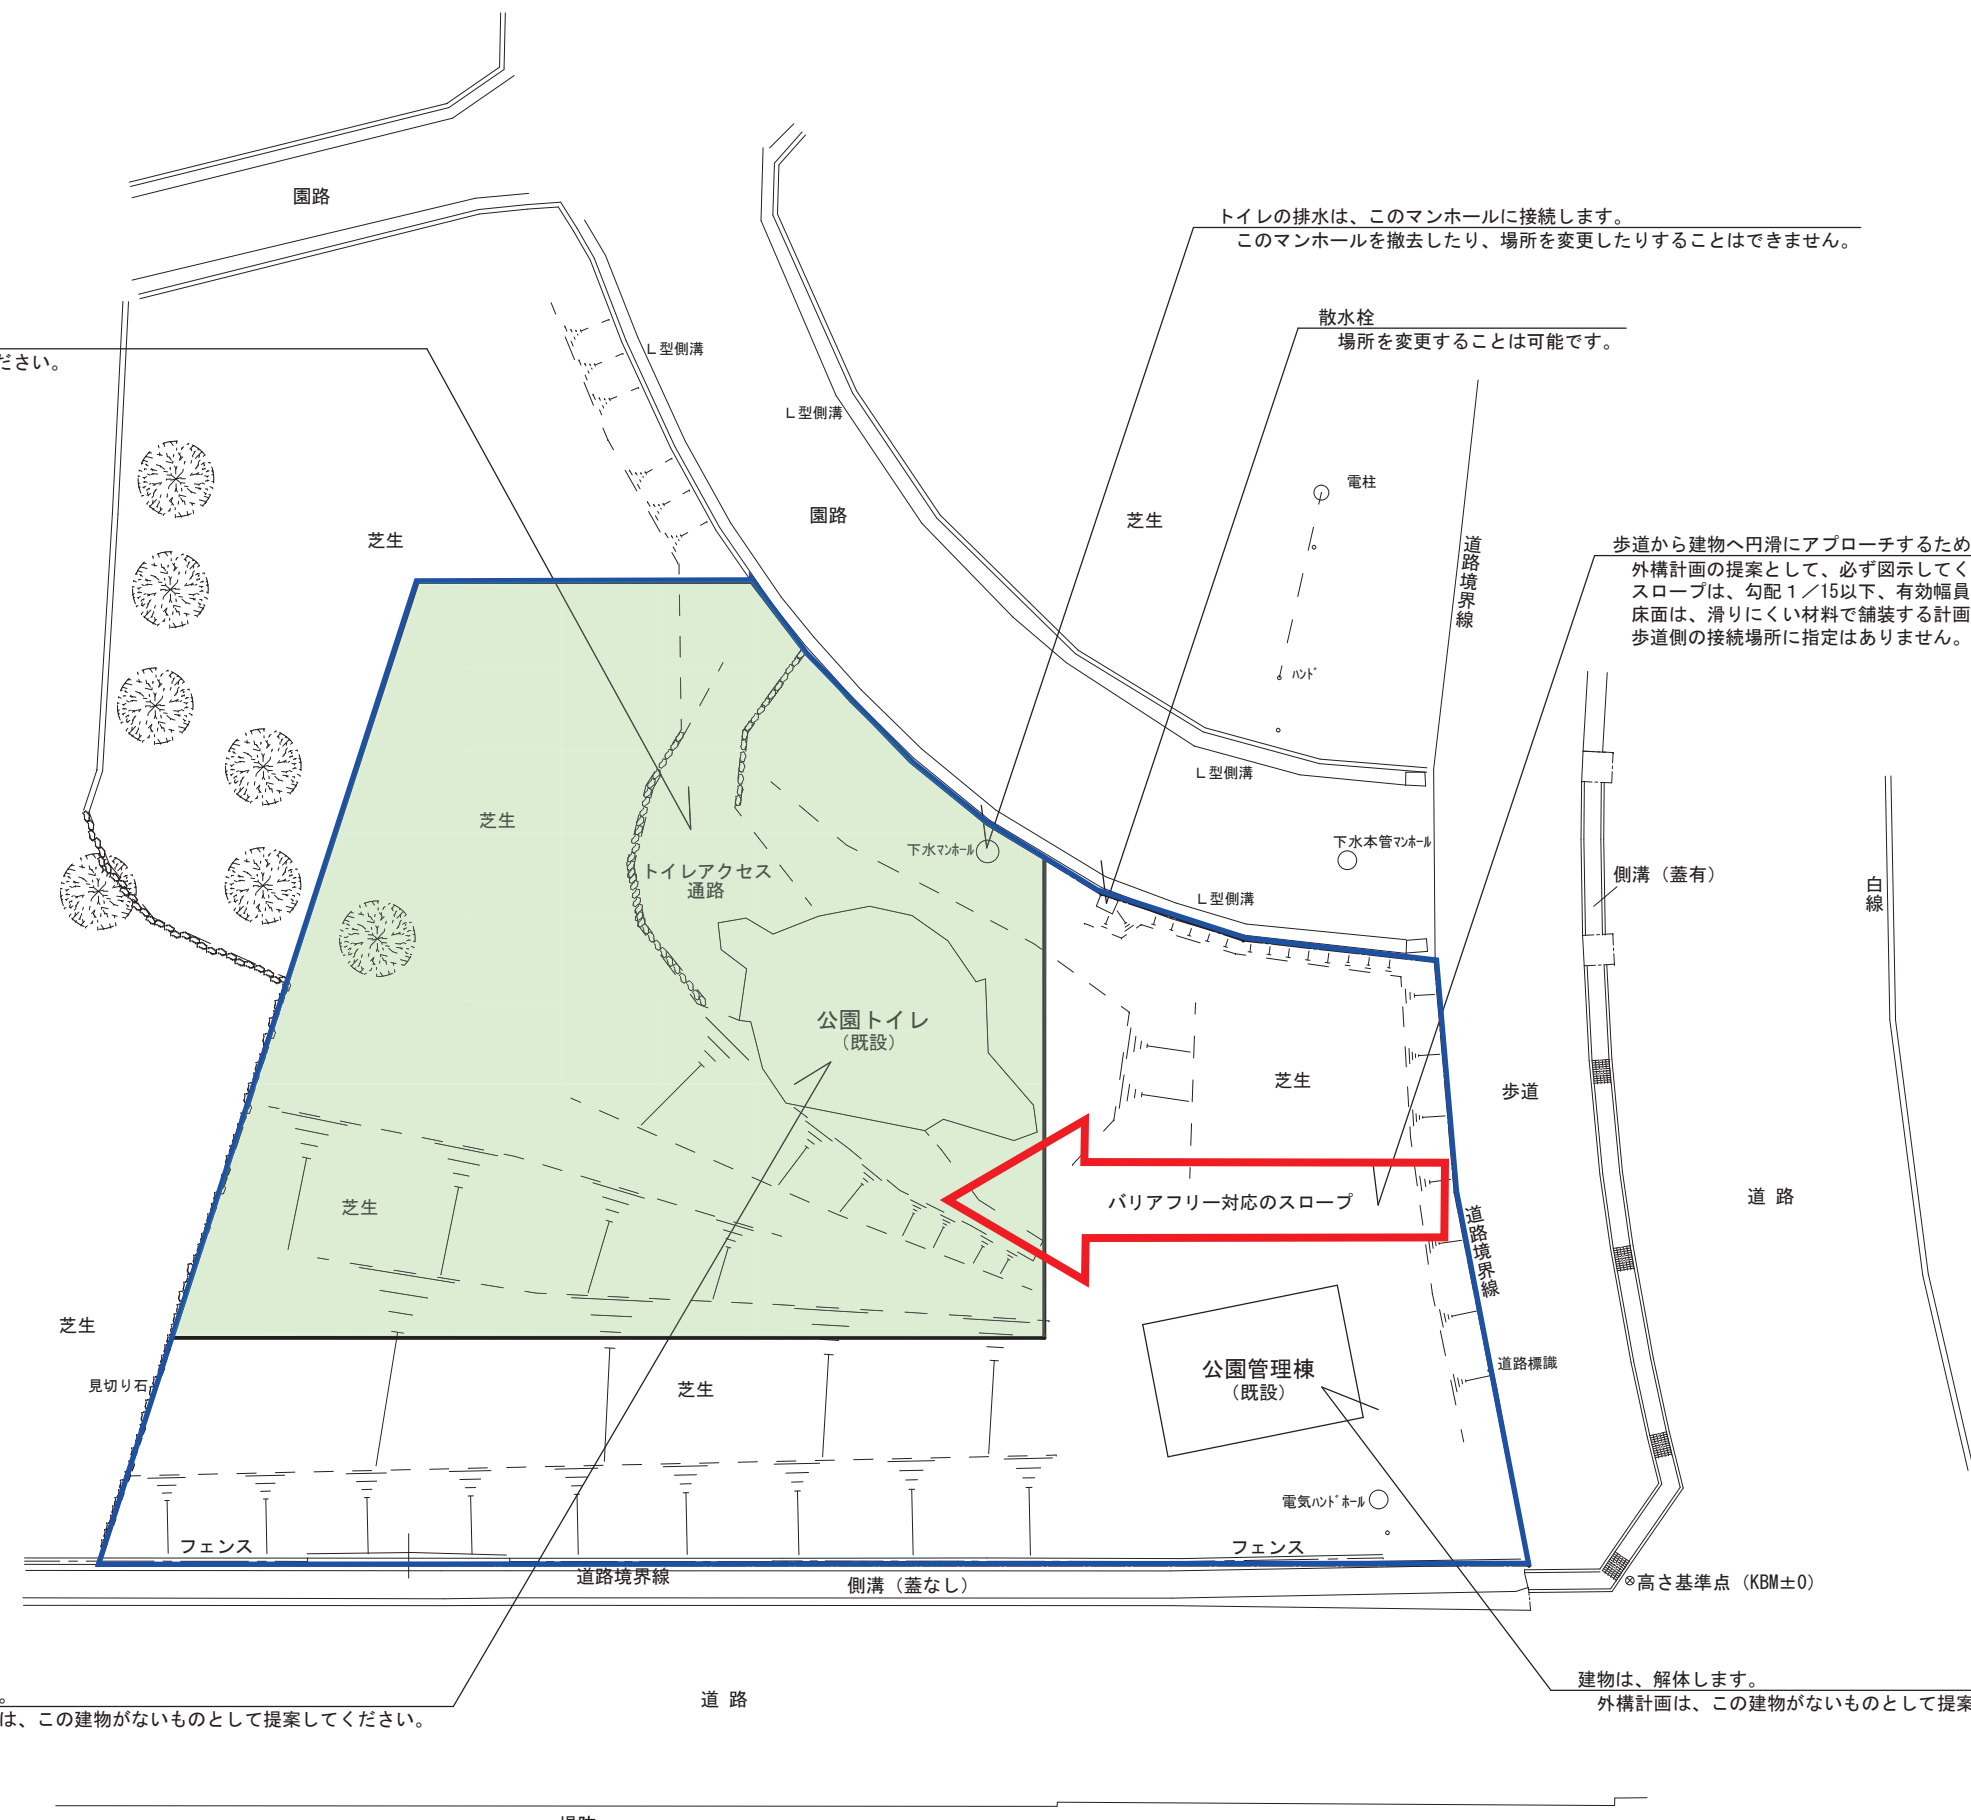 園路
トイレの排水は、このマンホールに接続します。
このマンホールを撤去したり、場所を変更したりすることはできません。
散水栓
場所を変更することは可能です。
ださい。
L型側溝
L型側溝
電柱
園路
芝生
芝生
道路境界線
歩道から建物へ円滑にアプローチするため
外構計画の提案として、必ず図示してく
スロープは、勾配1/15以下、有効幅員
床面は、滑りにくい材料で舗装する計画
歩道側の接続場所に指定はありません。
ハンド
L型側溝
芝生
下水マンホール
下水本管マンホール
トイレアクセス
通路
側溝（蓋有）
白線
L型側溝
公園トイレ
（既設）
芝生
歩道
バリアフリー対応のスロープ
道路
芝生
道路境界線
芝生
見切り石
芝生
公園管理棟
（既設）
道路標識
電気ハンドホール
フェンス
フェンス
道路境界線
側溝（蓋なし）
高さ基準点（KBM±0）
道路
建物は、解体します。
外構計画は、この建物がないものとして提案
。
は、この建物がないものとして提案してください。